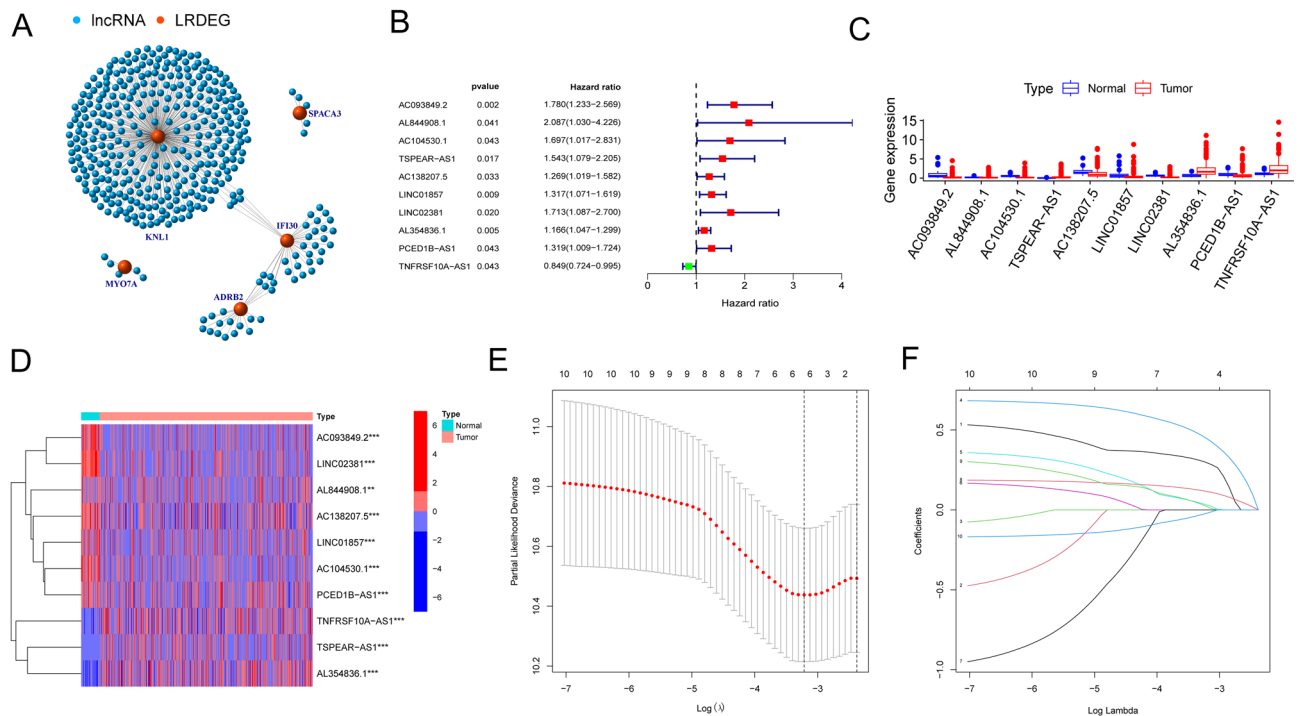 A
lncRNA LRDEG
SPACA3
KNL1
IFI30
MYO7A
ADRB2
B
pvalue Hazard ratio
AC093849.2 0.002 1.780(1.233−2.569)
AL844908.1 0.041 2.087(1.030−4.226)
AC104530.1 0.043 1.697(1.017−2.831)
TSPEAR−AS1 0.017 1.543(1.079−2.205)
AC138207.5 0.033 1.269(1.019−1.582)
LINC01857 0.009 1.317(1.071−1.619)
LINC02381 0.020 1.713(1.087−2.700)
AL354836.1 0.005 1.166(1.047−1.299)
PCED1B−AS1 0.043 1.319(1.009−1.724)
TNFRSF10A−AS1 0.043 0.849(0.724−0.995)
0 1 2 3 4
Hazard ratio
C
Type Normal Tumor
Gene expression
15
10
5
0
AC093849.2
AL844908.1
AC104530.1
TSPEAR−AS1
AC138207.5
LINC01857
LINC02381
AL354836.1
PCED1B−AS1
TNFRSF10A−AS1
D
Type
AC093849.2***
LINC02381***
AL844908.1**
AC138207.5***
LINC01857***
AC104530.1***
PCED1B−AS1***
TNFRSF10A−AS1***
TSPEAR−AS1***
AL354836.1***
6
4
2
0
−2
−4
−6
Type
Normal
Tumor
E
10 10 10 10 10 9 9 9 8 8 8 7 7 6 6 6 3 2
Partial Likelihood Deviance
11.0
10.8
10.6
10.4
10.2
−7 −6 −5 −4 −3
Log(λ)
F
10 10 9 7 4
Coefficients
0.5
0.0
−0.5
−1.0
4
1
5
3
10
2
7
−7 −6 −5 −4 −3
Log Lambda